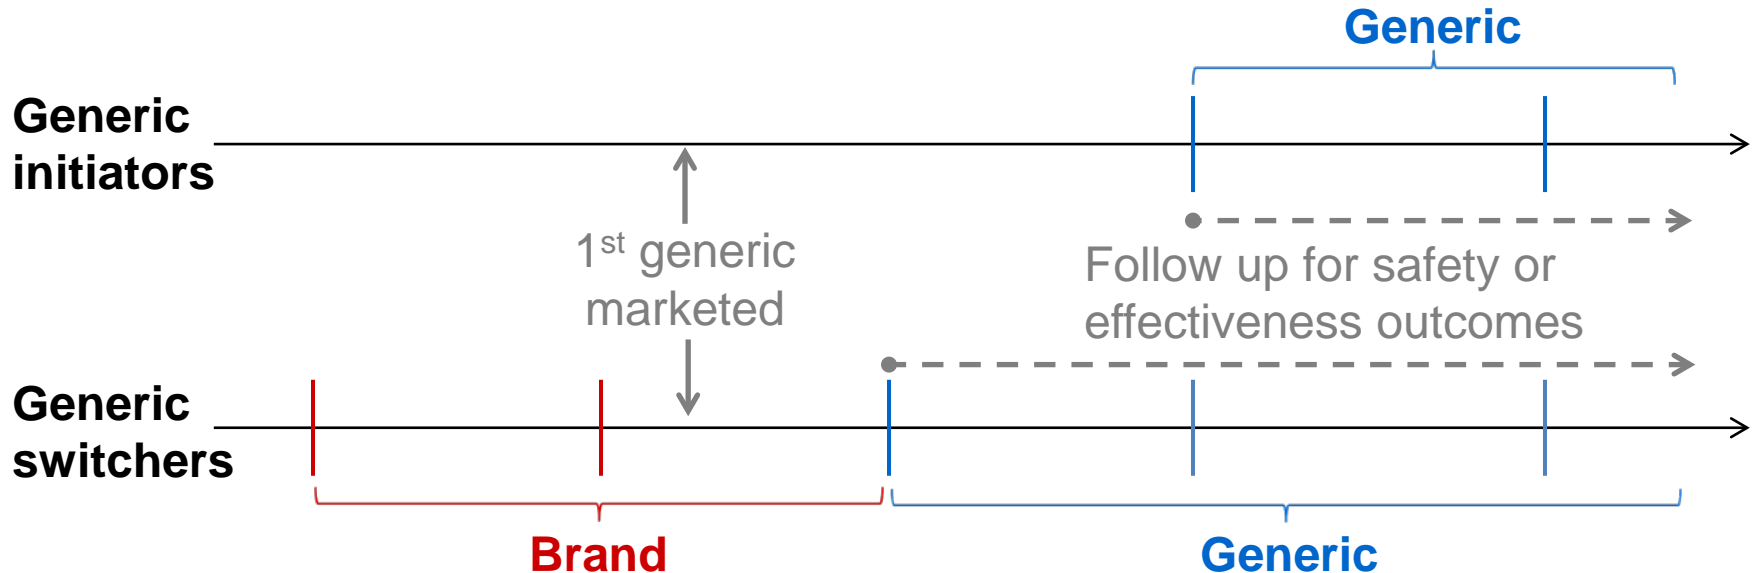 Generic
Generic
initiators
1st generic
marketed
Follow up for safety or
effectiveness outcomes
Generic
switchers
Brand
Generic